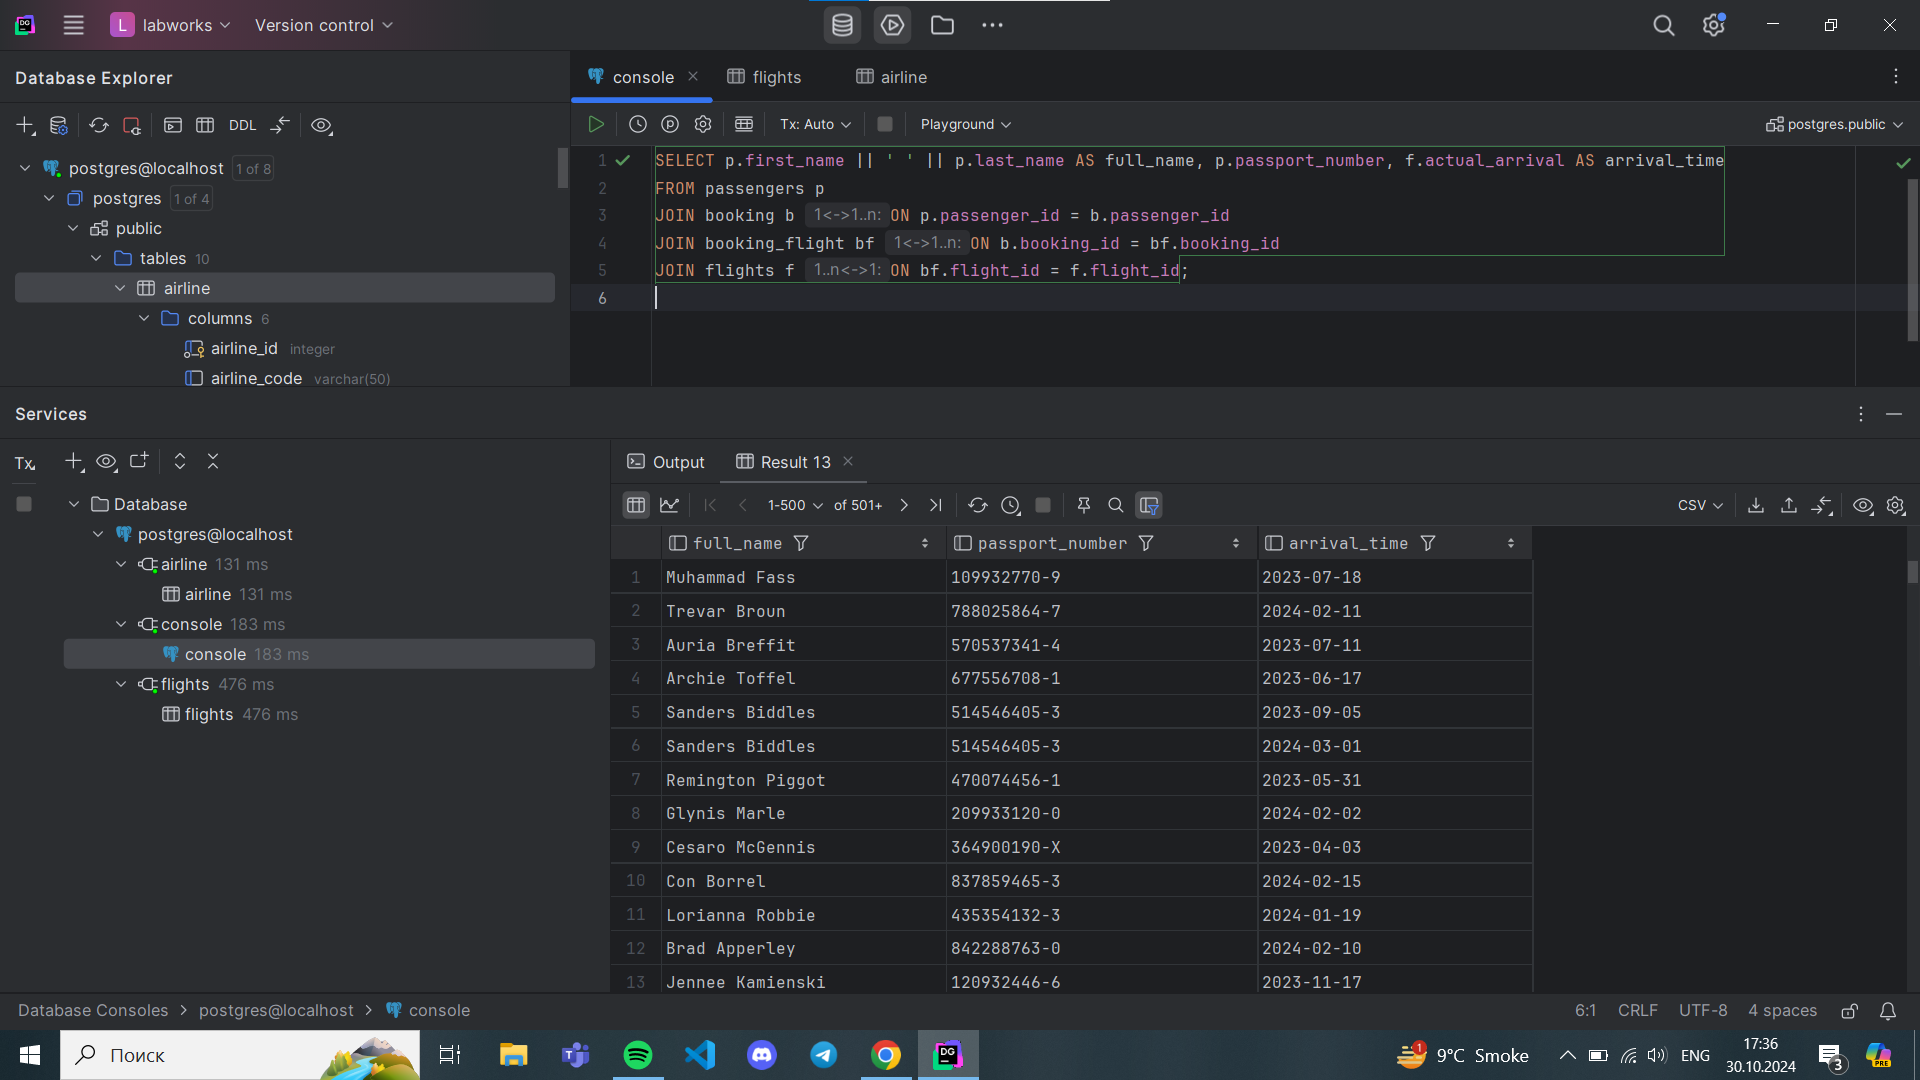 L labworks Version control
Database Explorer
console
flights
airline
DDL
Tx: Auto
Playground
postgres.public
postgres@localhost 1 of 8
postgres 1 of 4
public
tables 10
airline
columns 6
airline_id integer
airline_code varchar(50)
1 SELECT p.first_name || ' ' || p.last_name AS full_name, p.passport_number, f.actual_arrival AS arrival_time
2 FROM passengers p
3 JOIN booking b 1<->1..n: ON p.passenger_id = b.passenger_id
4 JOIN booking_flight bf 1<->1..n: ON b.booking_id = bf.booking_id
5 JOIN flights f 1..n<->1: ON bf.flight_id = f.flight_id;
6
Services
Tx
Database
postgres@localhost
airline 131 ms
airline 131 ms
console 183 ms
console 183 ms
flights 476 ms
flights 476 ms
Output
Result 13
1-500 of 501+
CSV
full_name passport_number arrival_time
1 Muhammad Fass 109932770-9 2023-07-18
2 Trevar Broun 788025864-7 2024-02-11
3 Auria Breffit 570537341-4 2023-07-11
4 Archie Toffel 677556708-1 2023-06-17
5 Sanders Biddles 514546405-3 2023-09-05
6 Sanders Biddles 514546405-3 2024-03-01
7 Remington Piggot 470074456-1 2023-05-31
8 Glynis Marle 209933120-0 2024-02-02
9 Cesaro McGennis 364900190-X 2023-04-03
10 Con Borrel 837859465-3 2024-02-15
11 Lorianna Robbie 435354132-3 2024-01-19
12 Brad Apperley 842288763-0 2024-02-10
13 Jennee Kamienski 120932446-6 2023-11-17
Database Consoles > postgres@localhost > console
6:1 CRLF UTF-8 4 spaces
Поиск
1
9°C Smoke
ENG
17:36
30.10.2024
3
PRE